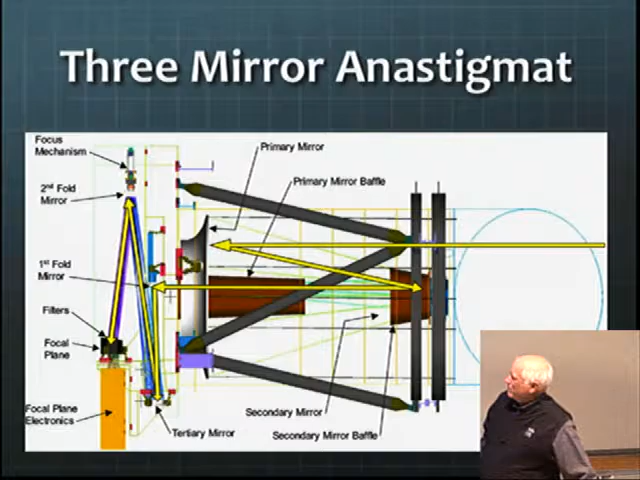 Three Mirror Anastigmat
Focus
Mechanism
Primary Mirror
2nd Fold
Mirror
Primary Mirror Baffle
1st Fold
Mirror
Filters
Focal
Plane
Focal Plane
Electronics
Tertiary Mirror
Secondary Mirror
Secondary Mirror Baffle